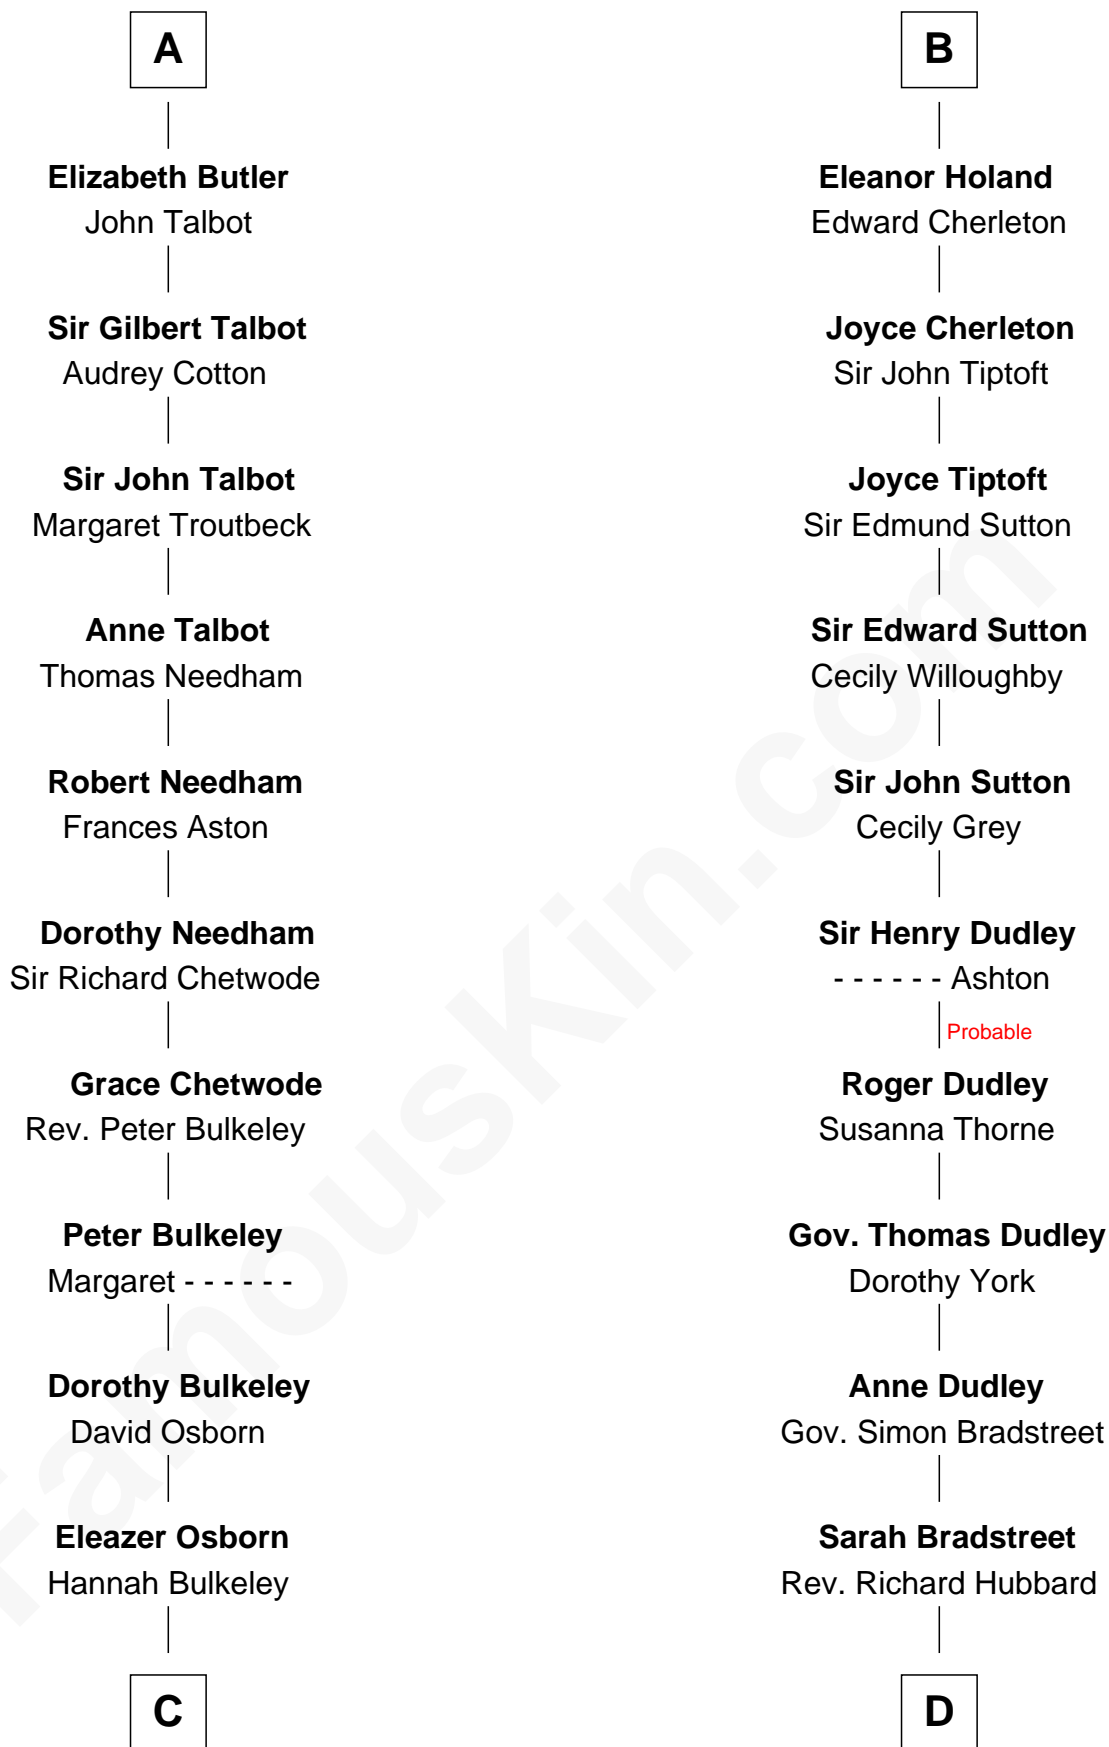 A
Elizabeth Butler
John Talbot
Sir Gilbert Talbot
Audrey Cotton
Sir John Talbot
Margaret Troutbeck
Anne Talbot
Thomas Needham
Robert Needham
Frances Aston
Dorothy Needham
Sir Richard Chetwode
Grace Chetwode
Rev. Peter Bulkeley
Peter Bulkeley
Margaret - - - - - -
Dorothy Bulkeley
David Osborn
Eleazer Osborn
Hannah Bulkeley
C
B
Eleanor Holand
Edward Cherleton
Joyce Cherleton
Sir John Tiptoft
Joyce Tiptoft
Sir Edmund Sutton
Sir Edward Sutton
Cecily Willoughby
Sir John Sutton
Cecily Grey
Sir Henry Dudley
- - - - - - Ashton
Probable
Roger Dudley
Susanna Thorne
Gov. Thomas Dudley
Dorothy York
Anne Dudley
Gov. Simon Bradstreet
Sarah Bradstreet
Rev. Richard Hubbard
D
FamousKin.com